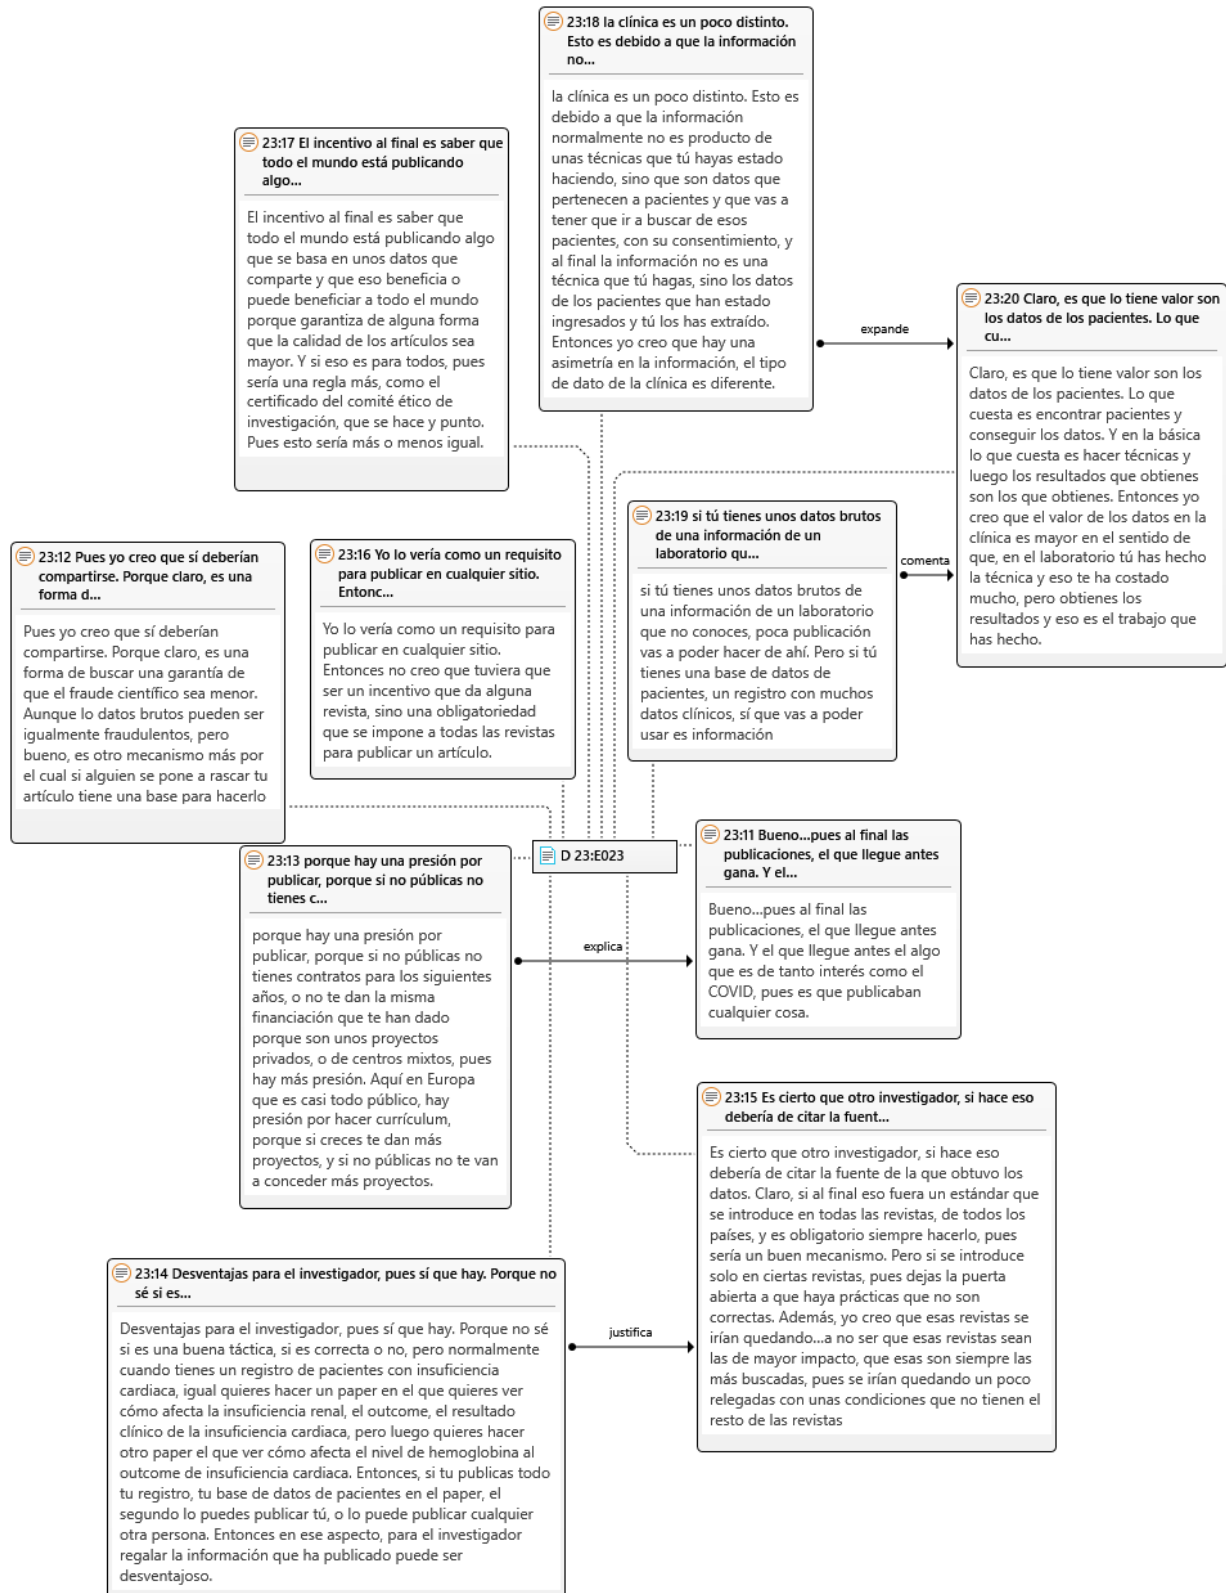 23:18 la clínica es un poco distinto.
Esto es debido a que la información
no...
la clínica es un poco distinto. Esto es
debido a que la información
normalmente no es producto de
unas técnicas que tú hayas estado
haciendo, sino que son datos que
pertenecen a pacientes y que vas a
tener que ir a buscar de esos
pacientes, con su consentimiento, y
al final la información no es una
técnica que tú hagas, sino los datos
de los pacientes que han estado
ingresados y tú los has extraído.
Entonces yo creo que hay una
asimetría en la información, el tipo
de dato de la clínica es diferente.
23:17 El incentivo al final es saber que
todo el mundo está publicando
algo...
El incentivo al final es saber que
todo el mundo está publicando algo
que se basa en unos datos que
comparte y que eso beneficia o
puede beneficiar a todo el mundo
porque garantiza de alguna forma
que la calidad de los artículos sea
mayor. Y si eso es para todos, pues
sería una regla más, como el
certificado del comité ético de
investigación, que se hace y punto.
Pues esto sería más o menos igual.
expande
23:20 Claro, es que lo tiene valor son
los datos de los pacientes. Lo que
cu...
Claro, es que lo tiene valor son los
datos de los pacientes. Lo que
cuesta es encontrar pacientes y
conseguir los datos. Y en la básica
lo que cuesta es hacer técnicas y
luego los resultados que obtienes
son los que obtienes. Entonces yo
creo que el valor de los datos en la
clínica es mayor en el sentido de
que, en el laboratorio tú has hecho
la técnica y eso te ha costado
mucho, pero obtienes los
resultados y eso es el trabajo que
has hecho.
23:19 si tú tienes unos datos brutos
de una información de un
laboratorio qu...
si tú tienes unos datos brutos de
una información de un laboratorio
que no conoces, poca publicación
vas a poder hacer de ahí. Pero si tú
tienes una base de datos de
pacientes, un registro con muchos
datos clínicos, sí que vas a poder
usar es información
comenta
23:12 Pues yo creo que sí deberían
compartirse. Porque claro, es una
forma d...
Pues yo creo que sí deberían
compartirse. Porque claro, es una
forma de buscar una garantía de
que el fraude científico sea menor.
Aunque lo datos brutos pueden ser
igualmente fraudulentos, pero
bueno, es otro mecanismo más por
el cual si alguien se pone a rascar tu
artículo tiene una base para hacerlo
23:16 Yo lo vería como un requisito
para publicar en cualquier sitio.
Entonc...
Yo lo vería como un requisito para
publicar en cualquier sitio.
Entonces no creo que tuviera que
ser un incentivo que da alguna
revista, sino una obligatoriedad
que se impone a todas las revistas
para publicar un artículo.
D 23:E023
23:13 porque hay una presión por
publicar, porque si no públicas no
tienes c...
porque hay una presión por
publicar, porque si no públicas no
tienes contratos para los siguientes
años, o no te dan la misma
financiación que te han dado
porque son unos proyectos
privados, o de centros mixtos, pues
hay más presión. Aquí en Europa
que es casi todo público, hay
presión por hacer currículum,
porque si creces te dan más
proyectos, y si no públicas no te van
a conceder más proyectos.
explica
23:11 Bueno...pues al final las
publicaciones, el que llegue antes
gana. Y el...
Bueno...pues al final las
publicaciones, el que llegue antes
gana. Y el que llegue antes el algo
que es de tanto interés como el
COVID, pues es que publicaban
cualquier cosa.
23:15 Es cierto que otro investigador, si hace eso
debería de citar la fuent...
Es cierto que otro investigador, si hace eso
debería de citar la fuente de la que obtuvo los
datos. Claro, si al final eso fuera un estándar que
se introduce en todas las revistas, de todos los
países, y es obligatorio siempre hacerlo, pues
sería un buen mecanismo. Pero si se introduce
solo en ciertas revistas, pues dejas la puerta
abierta a que haya prácticas que no son
correctas. Además, yo creo que esas revistas se
irían quedando...a no ser que esas revistas sean
las de mayor impacto, que esas son siempre las
más buscadas, pues se irían quedando un poco
relegadas con unas condiciones que no tienen el
resto de las revistas
23:14 Desventajas para el investigador, pues sí que hay. Porque no
sé si es...
Desventajas para el investigador, pues sí que hay. Porque no sé
si es una buena táctica, si es correcta o no, pero normalmente
cuando tienes un registro de pacientes con insuficiencia
cardiaca, igual quieres hacer un paper en el que quieres ver
cómo afecta la insuficiencia renal, el outcome, el resultado
clínico de la insuficiencia cardiaca, pero luego quieres hacer
otro paper el que ver cómo afecta el nivel de hemoglobina al
outcome de insuficiencia cardiaca. Entonces, si tu publicas todo
tu registro, tu base de datos de pacientes en el paper, el
segundo lo puedes publicar tú, o lo puede publicar cualquier
otra persona. Entonces en ese aspecto, para el investigador
regalar la información que ha publicado puede ser
desventajoso.
justifica